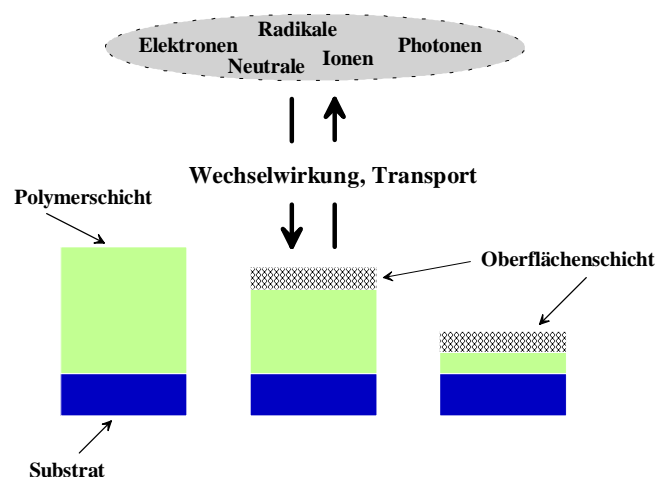 Radikale
Elektronen
Photonen
Neutrale
Ionen
Wechselwirkung, Transport
Polymerschicht
Oberflächenschicht
Substrat